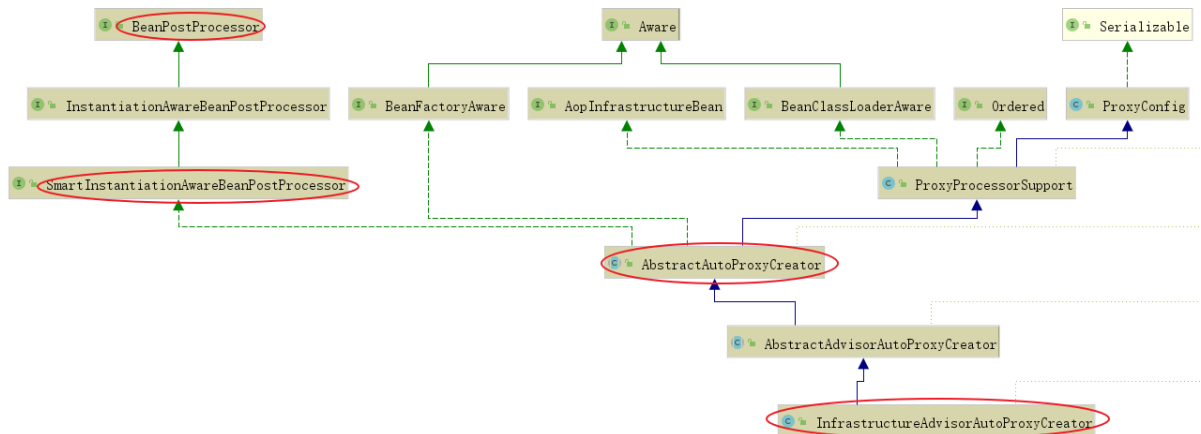 BeanPostProcessor
Aware
Serializable
InstantiationAwareBeanPostProcessor
BeanFactoryAware
AopInfrastructureBean
BeanClassLoaderAware
Ordered
ProxyConfig
SmartInstantiationAwareBeanPostProcessor
ProxyProcessorSupport
AbstractAutoProxyCreator
AbstractAdvisorAutoProxyCreator
InfrastructureAdvisorAutoProxyCreator